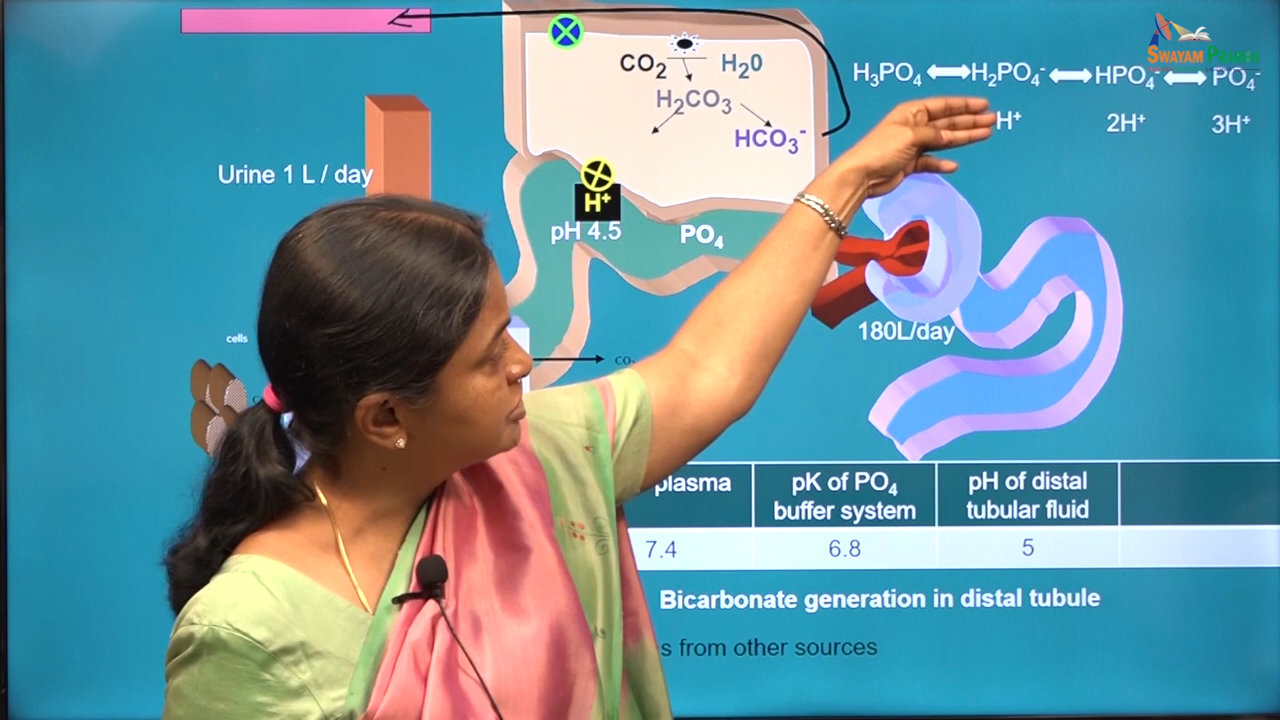 SWAYAM PRABHA
CO2 H2O
H2CO3
HCO3-
H3PO4 H2PO4- HPO4- PO4-
H+ 2H+ 3H+
Urine 1 L / day
H+
pH 4.5 PO4
180L/day
cells
CO2
plasma
pK of PO4 buffer system
pH of distal tubular fluid
7.4 6.8 5
Bicarbonate generation in distal tubule
s from other sources